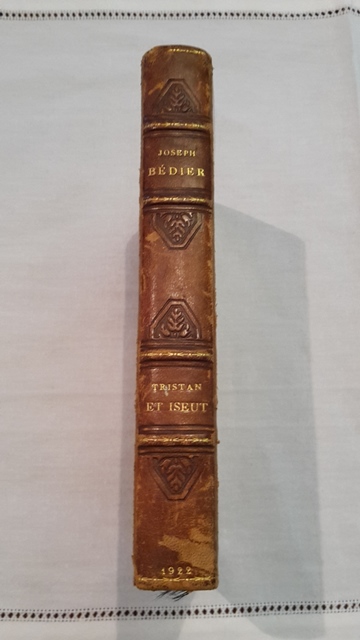 JOSEPH
BÉDIER
TRISTAN
ET ISEUT
1922